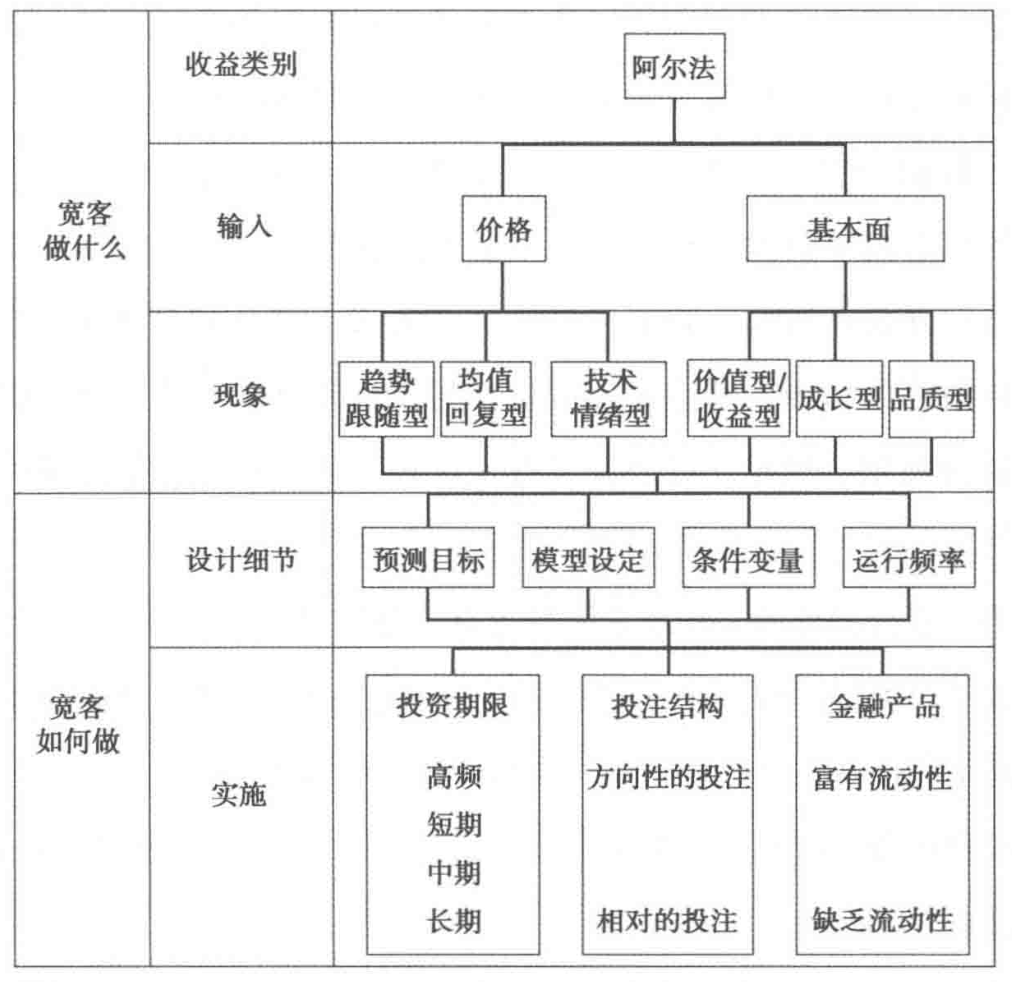 宽客
做什么
收益类别
阿尔法
输入
价格
基本面
现象
趋势
跟随型
均值
回复型
技术
情绪型
价值型/
收益型
成长型
品质型
宽客
如何做
设计细节
预测目标
模型设定
条件变量
运行频率
实施
投资期限
高频
短期
中期
长期
投注结构
方向性的投注
相对的投注
金融产品
富有流动性
缺乏流动性